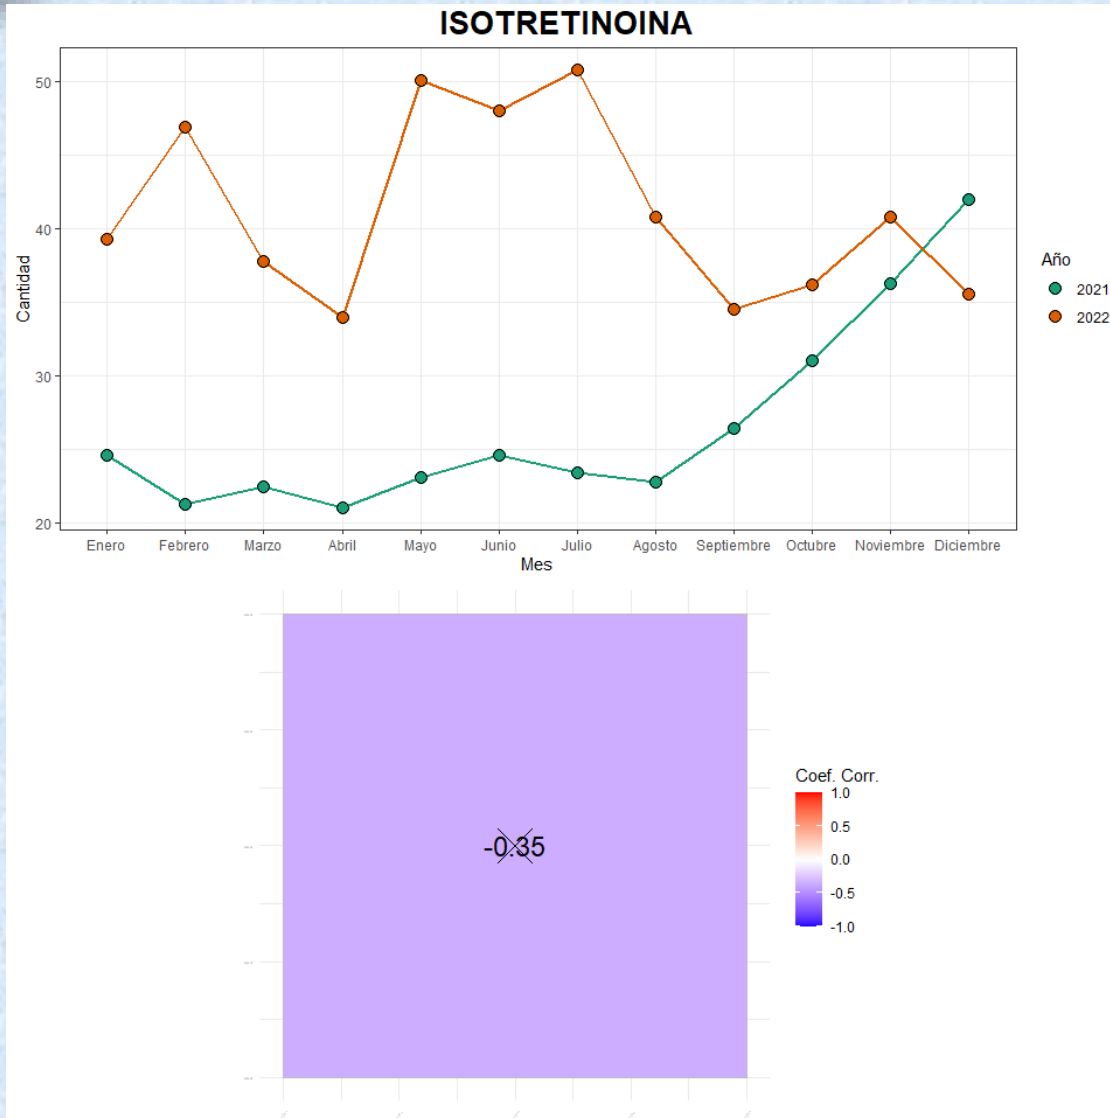 ISOTRETINOINA
50
40
30
20
Cantidad
Enero Febrero Marzo Abril Mayo Junio Julio Agosto Septiembre Octubre Noviembre Diciembre
Mes
Año
2021
2022
-0.35
Coef. Corr.
1.0
0.5
0.0
-0.5
-1.0